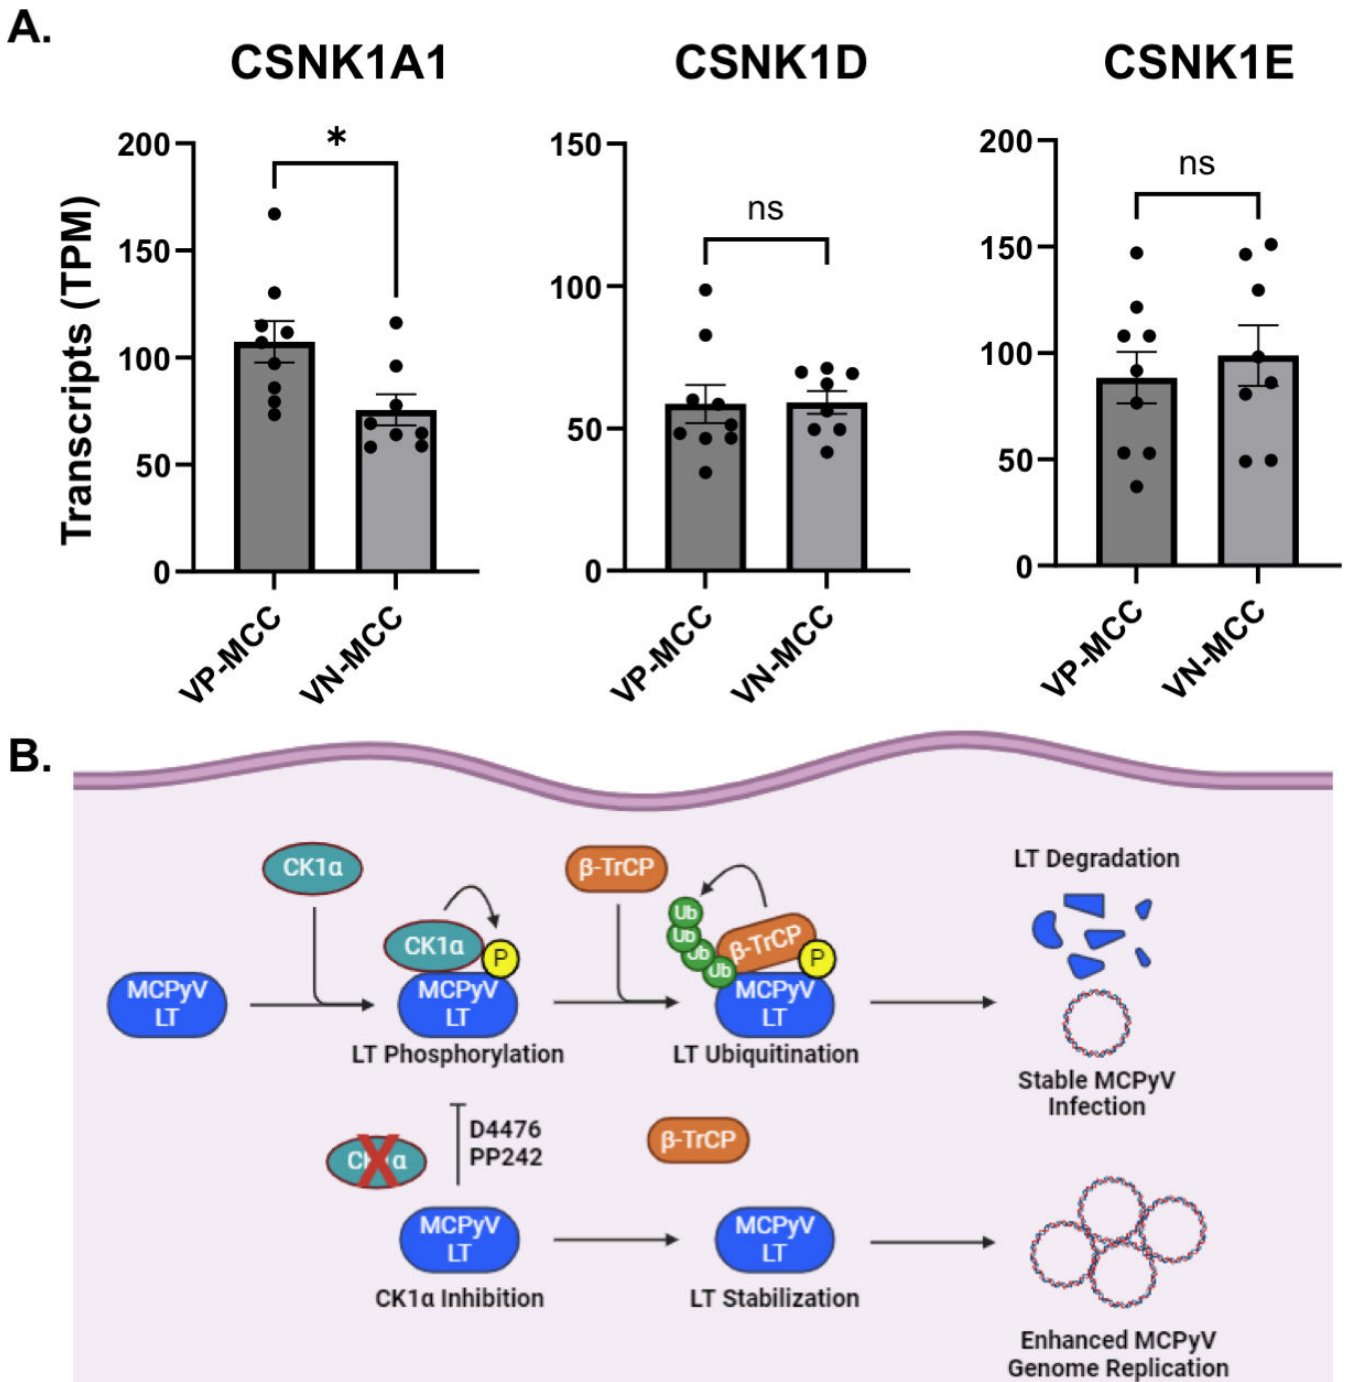 A.
CSNK1A1
CSNK1D
CSNK1E
Transcripts (TPM)
200
150
100
50
0
*
VP-MCC
VN-MCC
150
100
50
0
ns
VP-MCC
VN-MCC
200
150
100
50
0
ns
VP-MCC
VN-MCC
B.
CK1α
β-TrCP
LT Degradation
MCPyV
LT
CK1α
P
MCPyV
LT
LT Phosphorylation
Ub
Ub
Ub
Ub
β-TrCP
P
MCPyV
LT
LT Ubiquitination
Stable MCPyV
Infection
CK1α
X
D4476
PP242
β-TrCP
MCPyV
LT
CK1α Inhibition
MCPyV
LT
LT Stabilization
Enhanced MCPyV
Genome Replication